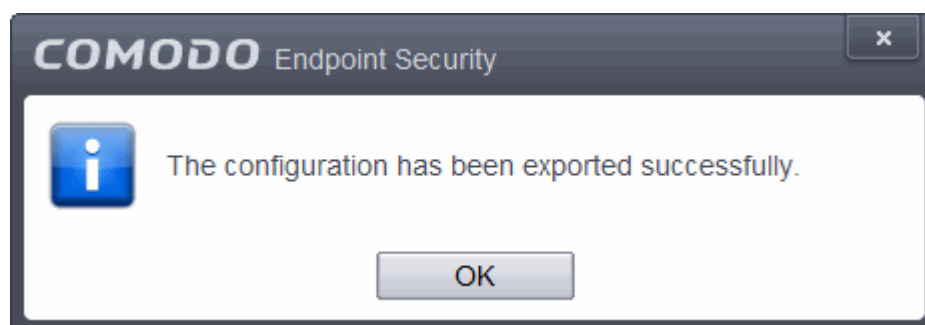 COMODO Endpoint Security
The configuration has been exported successfully.
OK